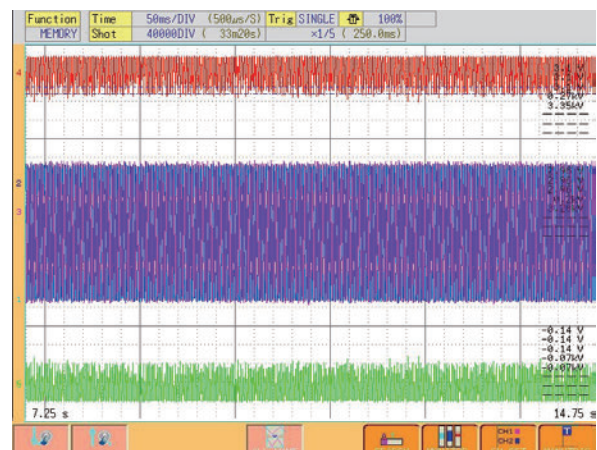 Function Time 50ms/DIV (500µs/S) Trig SINGLE 100%
MEMORY Shot 40000DIV ( 33m20s) ×1/5 ( 250.0ms)
4
0.27kV
3.35kV
2
3
1
-0.14 V
-0.14 V
-0.14 V
-0.07kV
-0.07kV
7.25 s 14.75 s
CH1
CH2
T